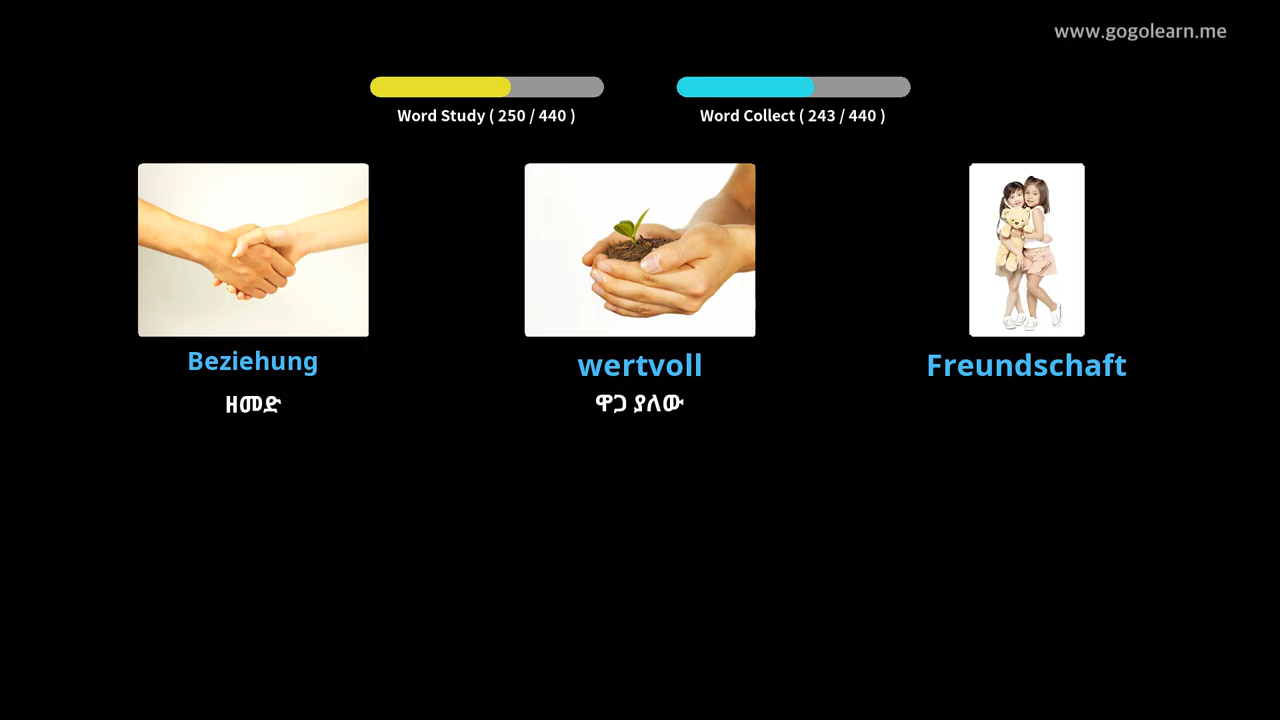 www.gogolearn.me
Word Study ( 250 / 440 )
Word Collect ( 243 / 440 )
Beziehung
wertvoll
Freundschaft
ዘመድ
ዋጋ ያለው